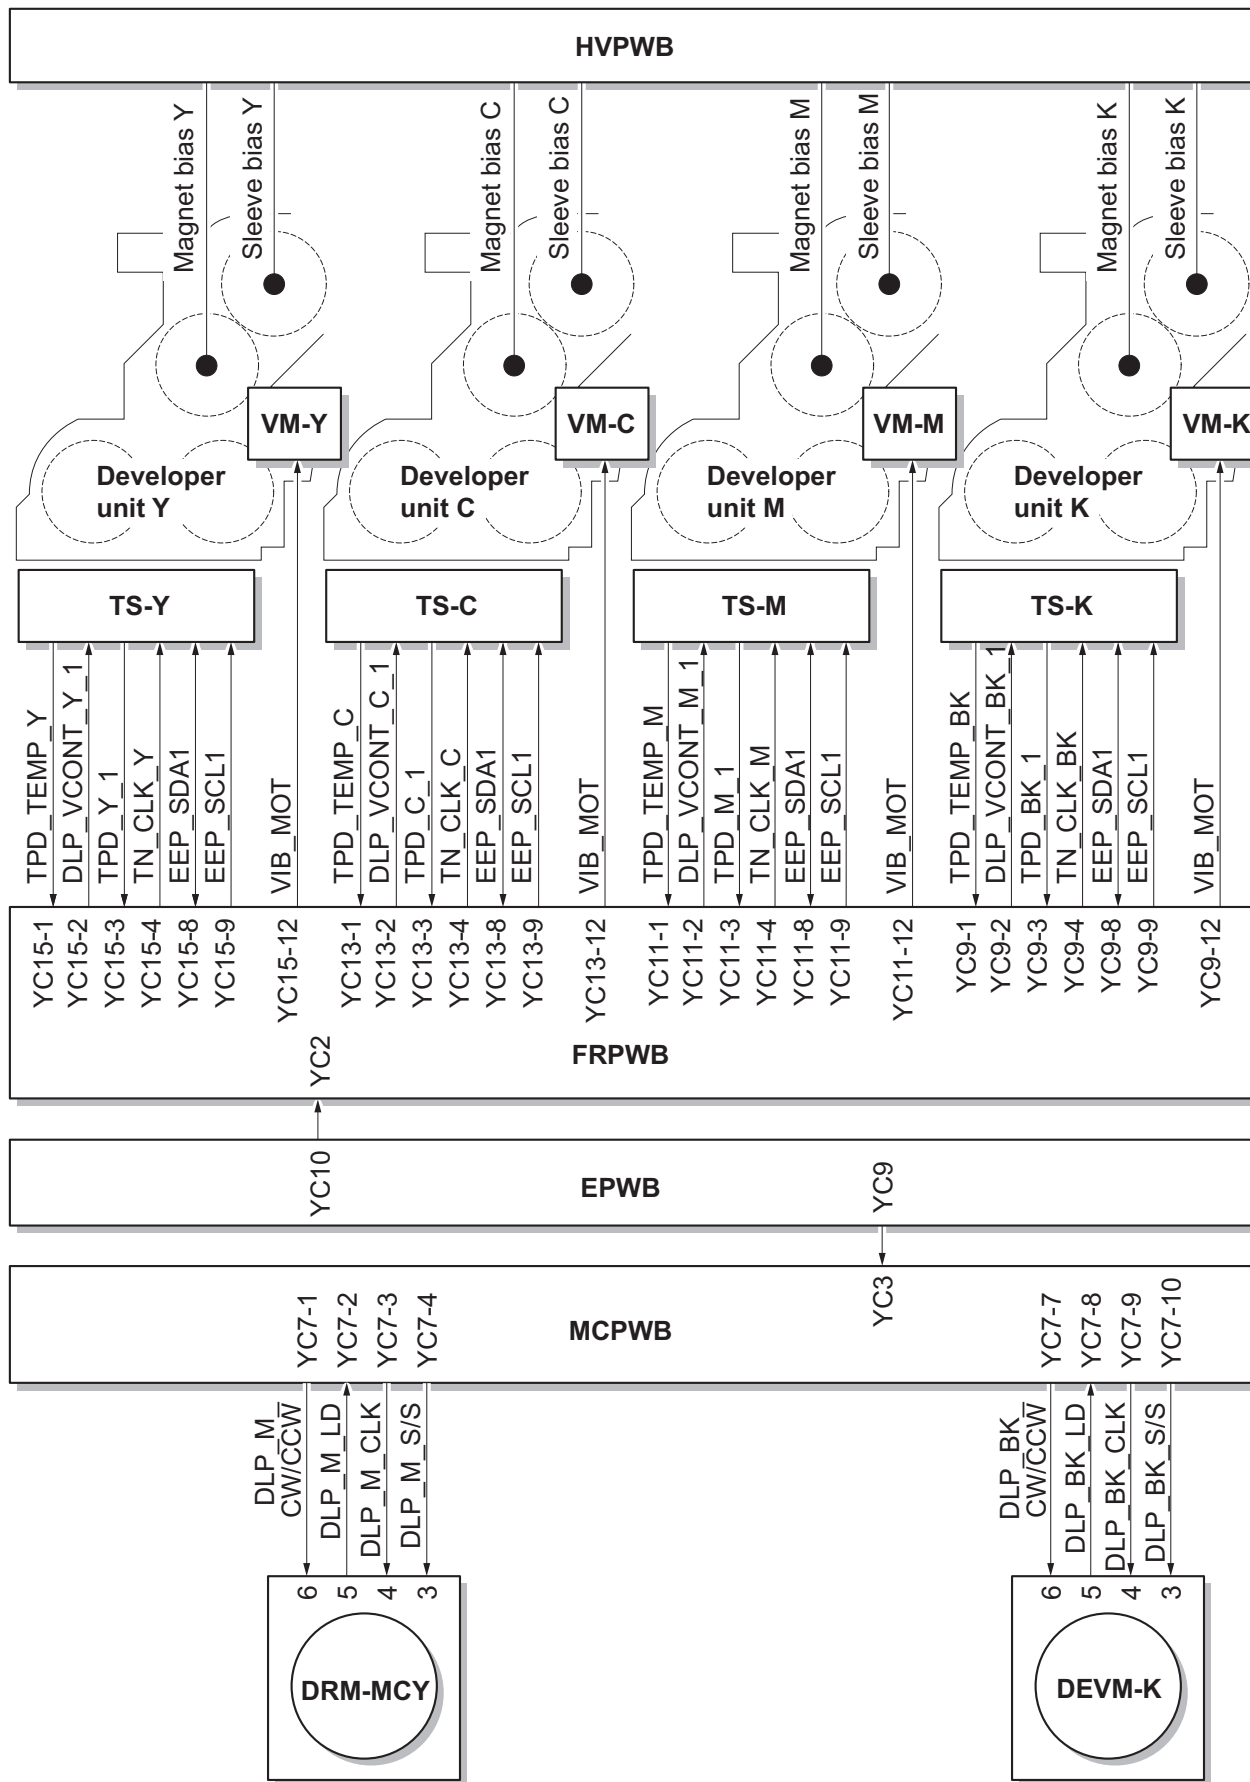 HVPWB
Magnet bias Y
Sleeve bias Y
Magnet bias C
Sleeve bias C
Magnet bias M
Sleeve bias M
Magnet bias K
Sleeve bias K
VM-Y
VM-C
VM-M
VM-K
Developer
unit Y
Developer
unit C
Developer
unit M
Developer
unit K
TS-Y
TS-C
TS-M
TS-K
TPD_TEMP_Y
DLP_VCONT_Y_1
TPD_Y_1
TN_CLK_Y
EEP_SDA1
EEP_SCL1
VIB_MOT
TPD_TEMP_C
DLP_VCONT_C_1
TPD_C_1
TN_CLK_C
EEP_SDA1
EEP_SCL1
VIB_MOT
TPD_TEMP_M
DLP_VCONT_M_1
TPD_M_1
TN_CLK_M
EEP_SDA1
EEP_SCL1
VIB_MOT
TPD_TEMP_BK
DLP_VCONT_BK_1
TPD_BK_1
TN_CLK_BK
EEP_SDA1
EEP_SCL1
VIB_MOT
YC15-1
YC15-2
YC15-3
YC15-4
YC15-8
YC15-9
YC15-12
YC13-1
YC13-2
YC13-3
YC13-4
YC13-8
YC13-9
YC13-12
YC11-1
YC11-2
YC11-3
YC11-4
YC11-8
YC11-9
YC11-12
YC9-1
YC9-2
YC9-3
YC9-4
YC9-8
YC9-9
YC9-12
YC2
FRPWB
YC10
EPWB
YC9
YC3
MCPWB
YC7-1
YC7-2
YC7-3
YC7-4
YC7-7
YC7-8
YC7-9
YC7-10
DLP_M_
CW/CCW
DLP_M_LD
DLP_M_CLK
DLP_M_S/S
DLP_BK_
CW/CCW
DLP_BK_LD
DLP_BK_CLK
DLP_BK_S/S
6
5
4
3
6
5
4
3
DRM-MCY
DEVM-K